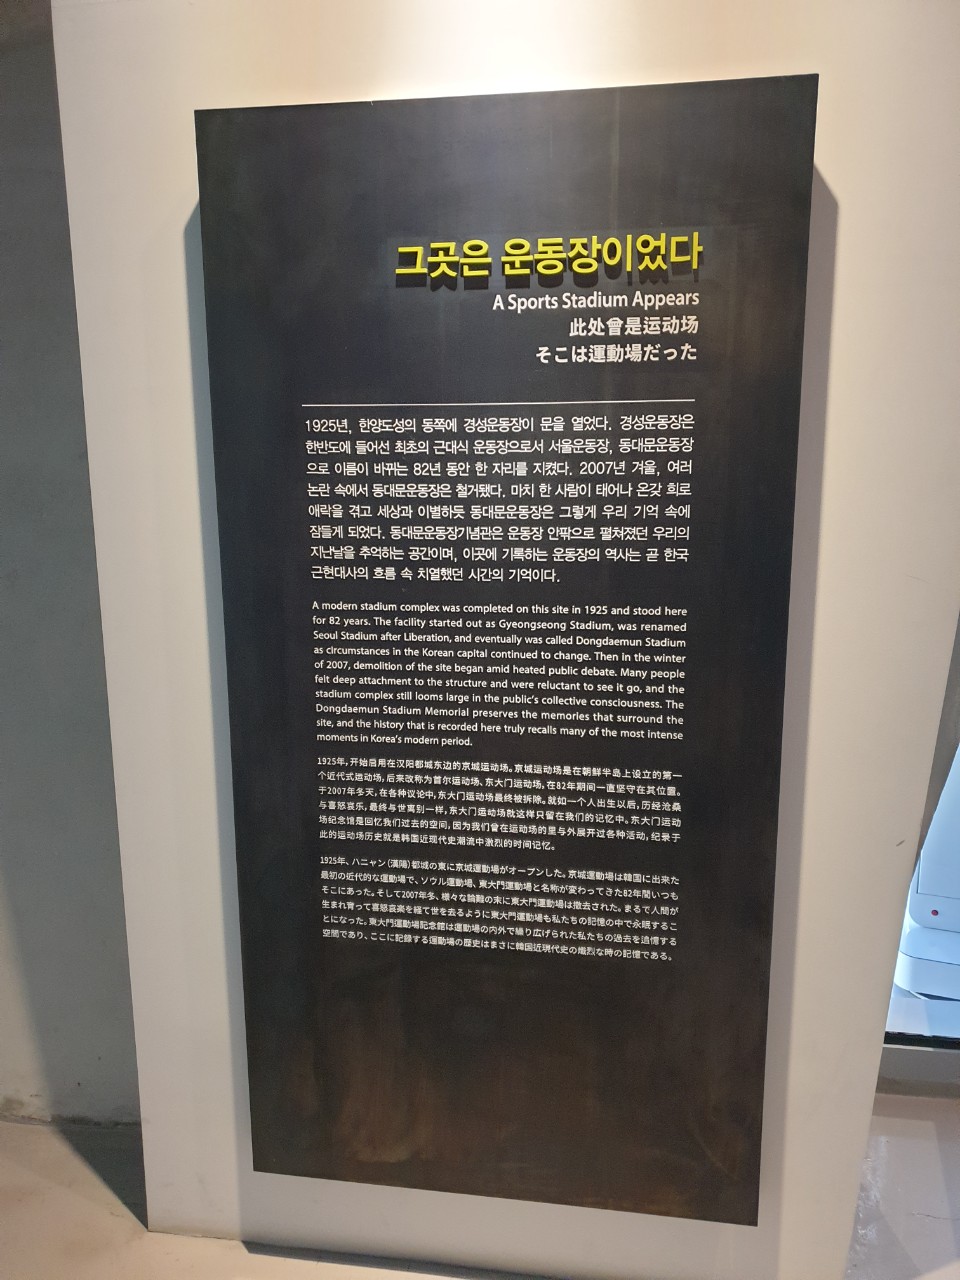 그곳은 운동장이었다
A Sports Stadium Appears
此处曾是运动场
そこは運動場だった
1925년, 한양도성의 동쪽에 경성운동장이 문을 열었다. 경성운동장은
한반도에 들어선 최초의 근대식 운동장으로서 서울운동장, 동대문운동장
으로 이름이 바뀌는 82년 동안 한 자리를 지켰다. 2007년 겨울, 여러
논란 속에서 동대문운동장은 철거됐다. 마치 한 사람이 태어나 온갖 희로
애락을 겪고 세상과 이별하듯 동대문운동장은 그렇게 우리 기억 속에
잠들게 되었다. 동대문운동장기념관은 운동장 안팎으로 펼쳐졌던 우리의
지난날을 추억하는 공간이며, 이곳에 기록하는 운동장의 역사는 곧 한국
근현대사의 흐름 속 치열했던 시간의 기억이다.
A modern stadium complex was completed on this site in 1925 and stood here
for 82 years. The facility started out as Gyeongseong Stadium, was renamed
Seoul Stadium after Liberation, and eventually was called Dongdaemun Stadium
as circumstances in the Korean capital continued to change. Then in the winter
of 2007, demolition of the site began amid heated public debate. Many people
felt deep attachment to the structure and were reluctant to see it go, and the
stadium complex still looms large in the public's collective consciousness. The
Dongdaemun Stadium Memorial preserves the memories that surround the
site, and the history that is recorded here truly recalls many of the most intense
moments in Korea's modern period.
1925年，开始启用在汉阳都城东边的京城运动场。京城运动场是在朝鲜半岛上设立的第一
个近代式运动场，后来改称为首尔运动场、东大门运动场，在82年期间一直坚守在其位置。
于2007年冬天，在各种议论中，东大门运动场最终被拆除。就如一个人出生以后，历经沧桑
与喜怒哀乐，最终与世离别一样，东大门运动场就这样只留在我们的记忆中。东大门运动
场纪念馆是回忆我们过去的空间，因为我们曾在运动场的里与外展开过各种活动，纪录于
此的运动场历史就是韩国近现代史潮流中激烈的时间记忆。
1925年、ハニャン（漢陽）都城の東に京城運動場がオープンした。京城運動場は韓国に出来た
最初の近代的な運動場で、ソウル運動場、東大門運動場と名称が変わってきた82年間いつも
そこにあった。そして2007年冬、様々な論難の末に東大門運動場は撤去された。まるで人間が
生まれ育って喜怒哀楽を経て世を去るように東大門運動場も私たちの記憶の中で永眠するこ
とになった。東大門運動場記念館は運動場の内外で繰り広げられた私たちの過去を追憶する
空間であり、ここに記録する運動場の歴史はまさに韓国近現代史の熾烈な時の記憶である。